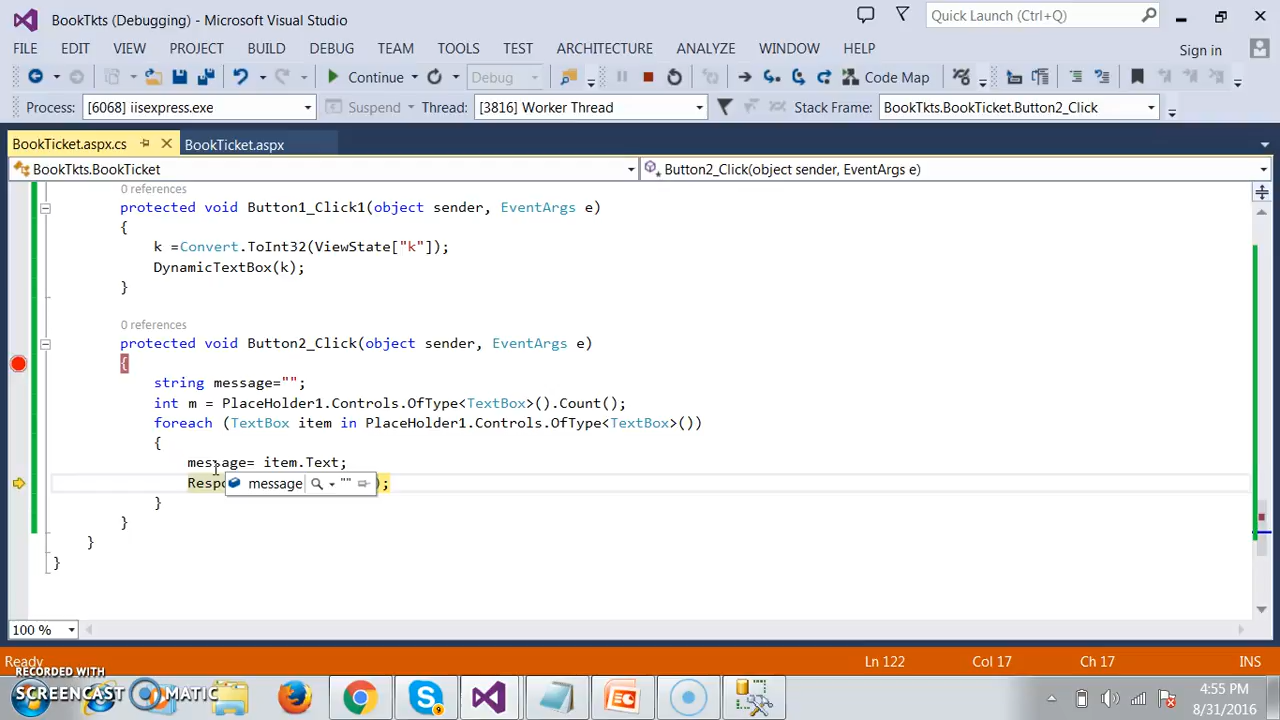 BookTkts (Debugging) - Microsoft Visual Studio
Quick Launch (Ctrl+Q)
FILE EDIT VIEW PROJECT BUILD DEBUG TEAM TOOLS TEST ARCHITECTURE ANALYZE WINDOW HELP Sign in
Continue Debug Code Map
Process: [6068] iisexpress.exe Suspend Thread: [3816] Worker Thread Stack Frame: BookTkts.BookTicket.Button2_Click
BookTicket.aspx.cs BookTicket.aspx
BookTkts.BookTicket Button2_Click(object sender, EventArgs e)
0 references
protected void Button1_Click1(object sender, EventArgs e)
{
k =Convert.ToInt32(ViewState["k"]);
DynamicTextBox(k);
}
0 references
protected void Button2_Click(object sender, EventArgs e)
{
string message="";
int m = PlaceHolder1.Controls.OfType<TextBox>().Count();
foreach (TextBox item in PlaceHolder1.Controls.OfType<TextBox>())
{
message= item.Text;
Respo message "" );
}
}
}
}
100 %
Ready Ln 122 Col 17 Ch 17 INS
RECORDED WITH
SCREENCAST MATIC
4:55 PM
8/31/2016